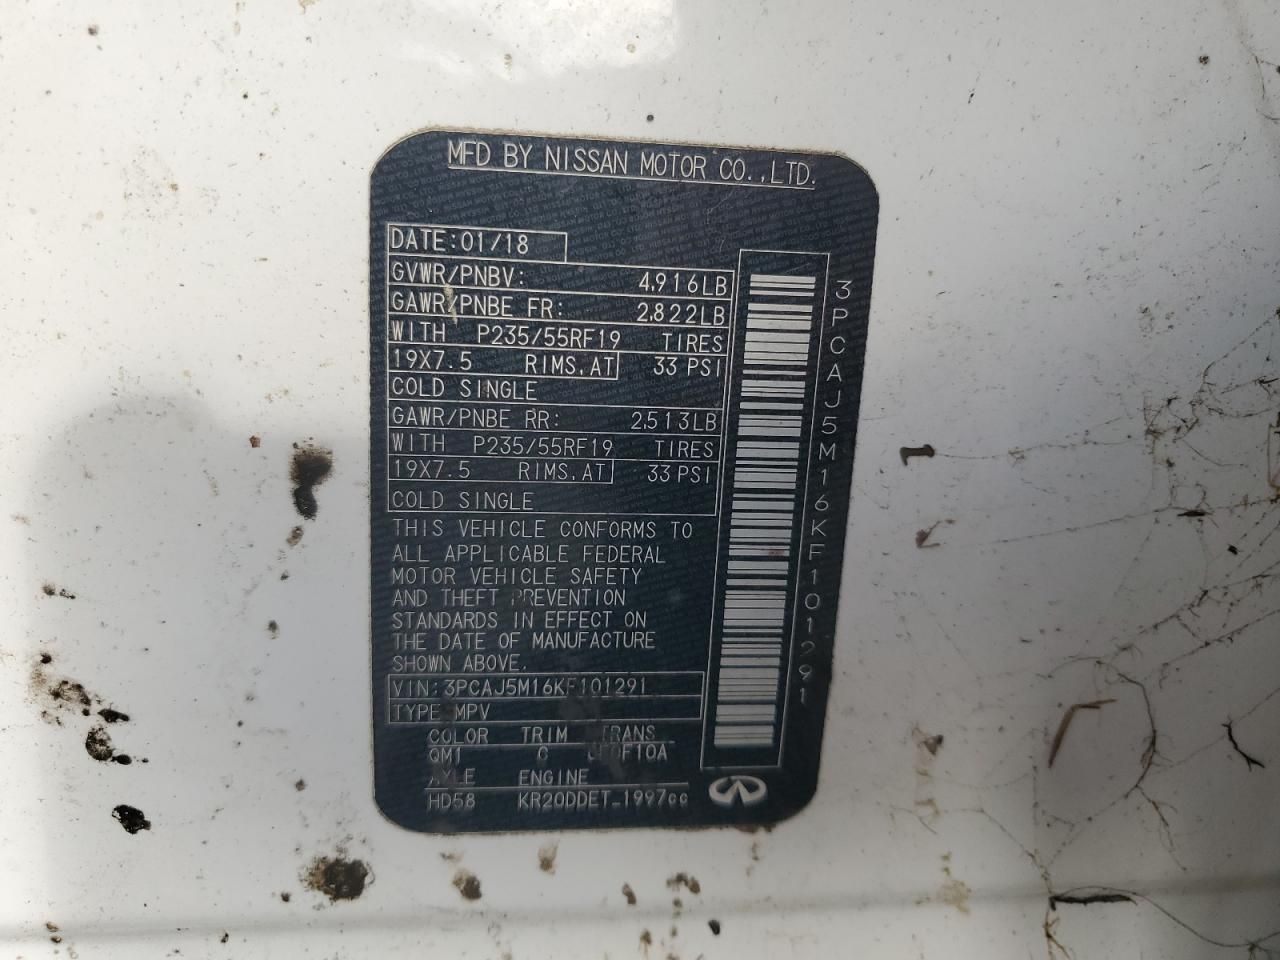 MFD BY NISSAN MOTOR CO.,LTD.
DATE:01/18
GVWR/PNBV: 4,916LB
GAWR/PNBE FR: 2,822LB
WITH P235/55RF19 TIRES
19X7.5 RIMS,AT 33 PSI
COLD SINGLE
GAWR/PNBE RR: 2,513LB
WITH P235/55RF19 TIRES
19X7.5 RIMS,AT 33 PSI
COLD SINGLE
THIS VEHICLE CONFORMS TO
ALL APPLICABLE FEDERAL
MOTOR VEHICLE SAFETY
AND THEFT PREVENTION
STANDARDS IN EFFECT ON
THE DATE OF MANUFACTURE
SHOWN ABOVE.
VIN:3PCAJ5M16KF101291
TYPE MPV
COLOR TRIM TRANS
QM1
AXLE ENGINE
HD58 KR20DDET-1997cc
3PCAJ5M16KF101291